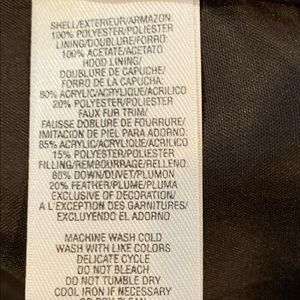 SHELL/EXTERIEUR/ARMAZON:
100% POLYESTER/POLIESTER
LINING/DOUBLURE/FORRO:
100% ACETATE/ACETATO
HOOD LINING/
DOUBLURE DE CAPUCHE/
FORRO DE LA CAPUCHA:
80% ACRYLIC/ACRYLIQUE/ACRILICO
20% POLYESTER/POLIESTER
FAUX FUR TRIM/
FAUSSE DOBLURE DE FOURRURE/
IMITACION DE PIEL PARA ADORNO:
85% ACRYLIC/ACRYLIQUE/ACRILICO
15% POLYESTER/POLIESTER
FILLING/REMBOURRAGE/RELLENO:
80% DOWN/DUVET/PLUMON
20% FEATHER/PLUME/PLUMA
EXCLUSIVE OF DECORATION/
A L'EXCEPTION DES GARNITURES/
EXCLUYENDO EL ADORNO
MACHINE WASH COLD
WASH WITH LIKE COLORS
DELICATE CYCLE
DO NOT BLEACH
DO NOT TUMBLE DRY
COOL IRON IF NECESSARY
OR DRY CLEAN